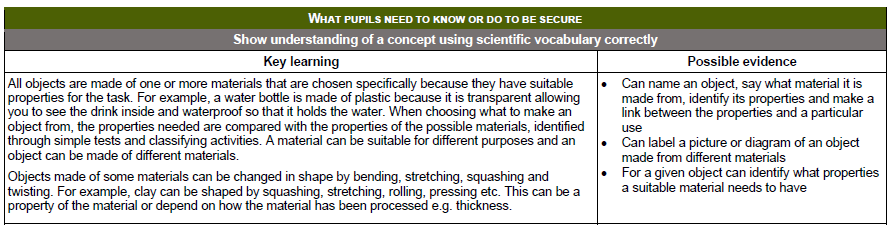 WHAT PUPILS NEED TO KNOW OR DO TO BE SECURE
Show understanding of a concept using scientific vocabulary correctly
Key learning
All objects are made of one or more materials that are chosen specifically because they have suitable
properties for the task. For example, a water bottle is made of plastic because it is transparent allowing
you to see the drink inside and waterproof so that it holds the water. When choosing what to make an
object from, the properties needed are compared with the properties of the possible materials, identified
through simple tests and classifying activities. A material can be suitable for different purposes and an
object can be made of different materials.
Objects made of some materials can be changed in shape by bending, stretching, squashing and
twisting. For example, clay can be shaped by squashing, stretching, rolling, pressing etc. This can be a
property of the material or depend on how the material has been processed e.g. thickness.
Possible evidence
• Can name an object, say what material it is
made from, identify its properties and make a
link between the properties and a particular
use
• Can label a picture or diagram of an object
made from different materials
• For a given object can identify what properties
a suitable material needs to have